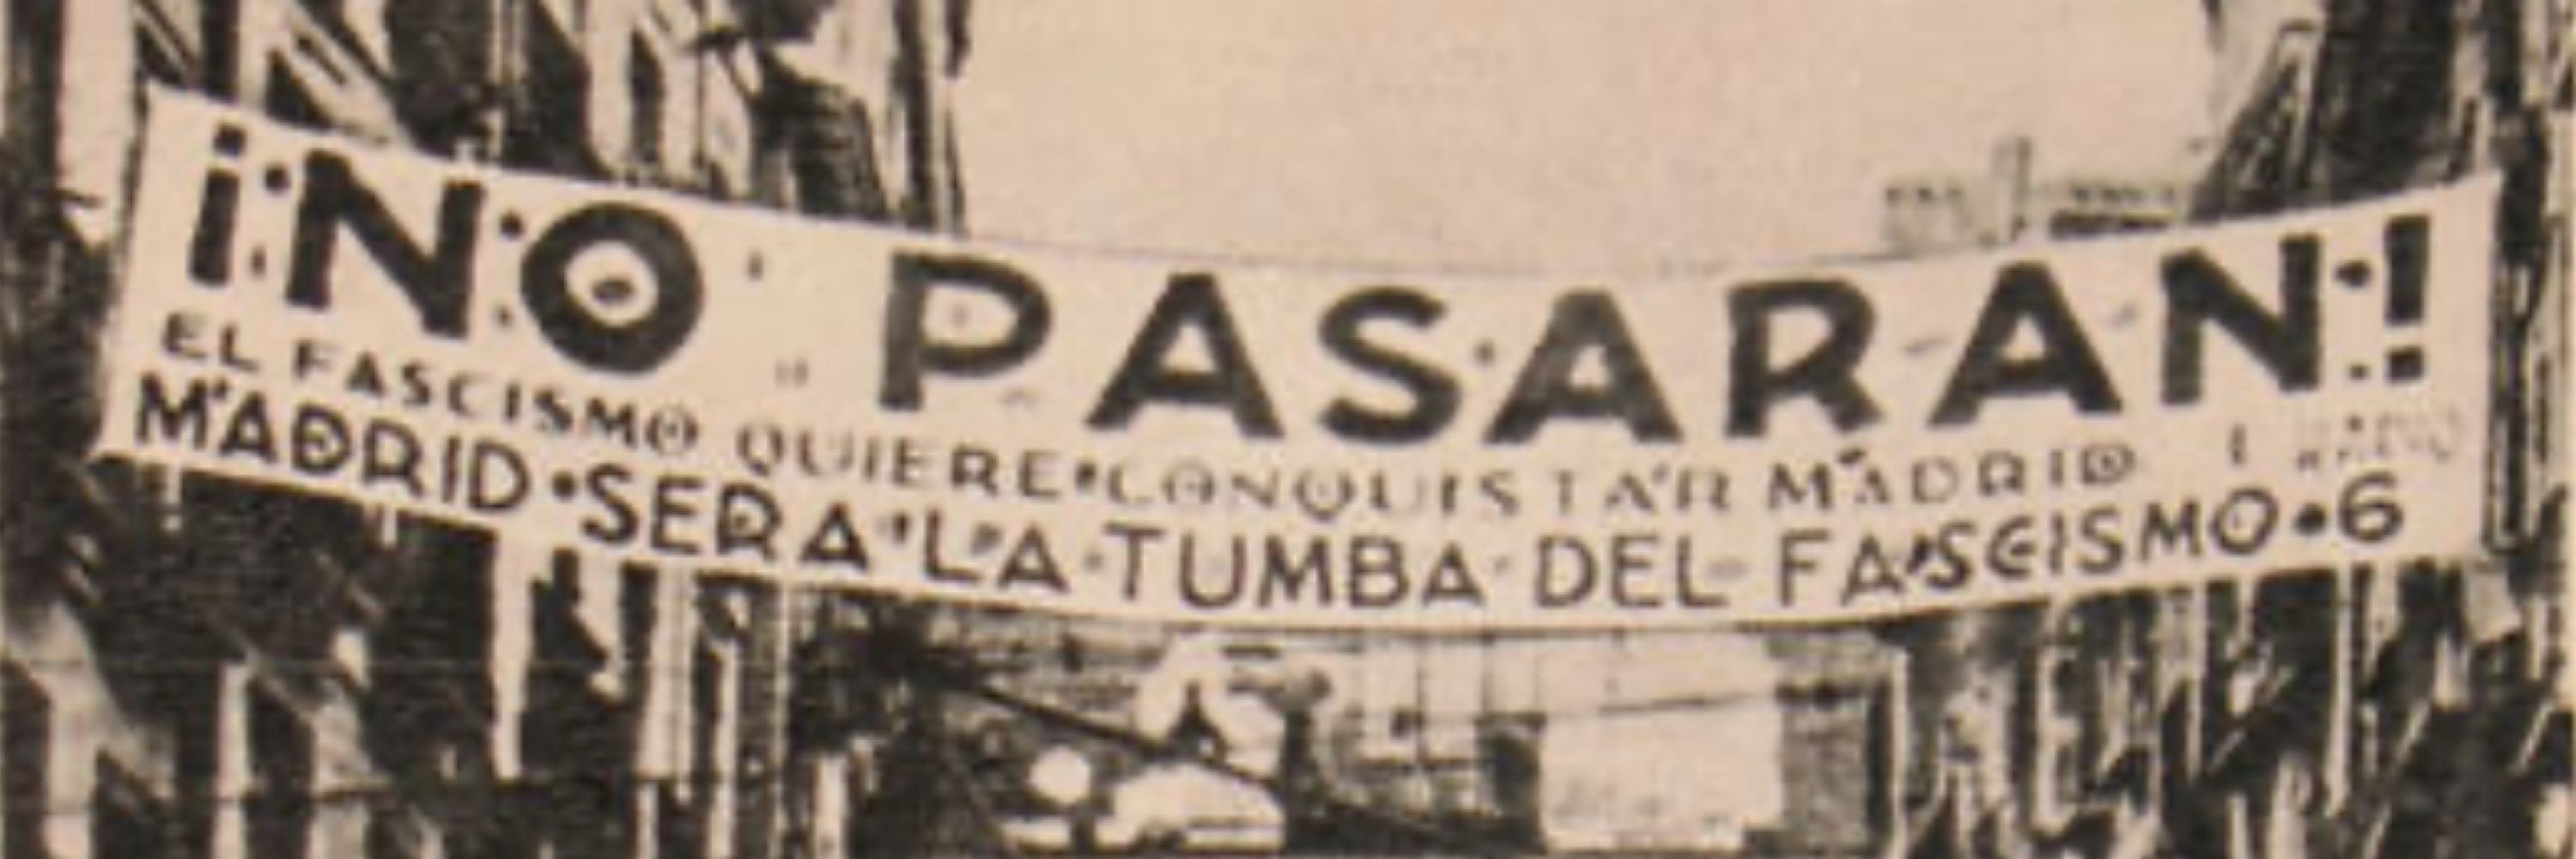 ¡NO PASARAN!
EL FASCISMO QUIERE CONQUISTAR MADRID
MADRID SERA LA TUMBA DEL FASCISMO 6